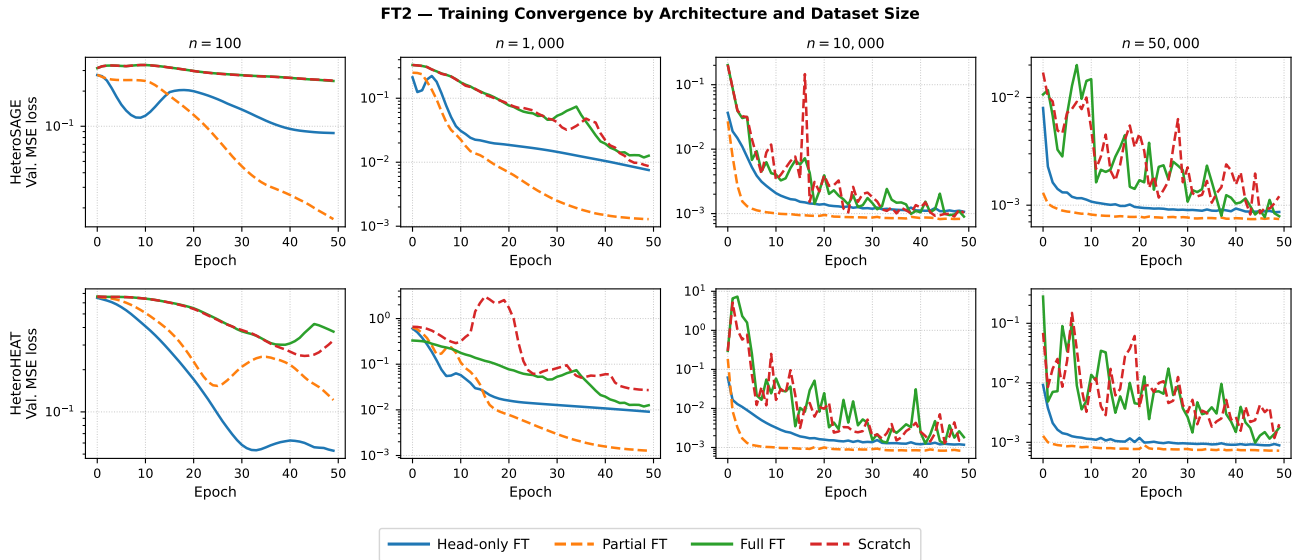 FT2 — Training Convergence by Architecture and Dataset Size
n = 100
n = 1,000
n = 10,000
n = 50,000
HeteroSAGE
Val. MSE loss
10⁻¹
10⁻¹
10⁻²
10⁻³
10⁻¹
10⁻²
10⁻³
10⁻²
10⁻³
0 10 20 30 40 50
0 10 20 30 40 50
0 10 20 30 40 50
0 10 20 30 40 50
Epoch
Epoch
Epoch
Epoch
HeteroHEAT
Val. MSE loss
10⁻¹
10⁰
10⁻¹
10⁻²
10⁻³
10¹
10⁰
10⁻¹
10⁻²
10⁻³
10⁻¹
10⁻²
10⁻³
0 10 20 30 40 50
0 10 20 30 40 50
0 10 20 30 40 50
0 10 20 30 40 50
Epoch
Epoch
Epoch
Epoch
Head-only FT Partial FT Full FT Scratch